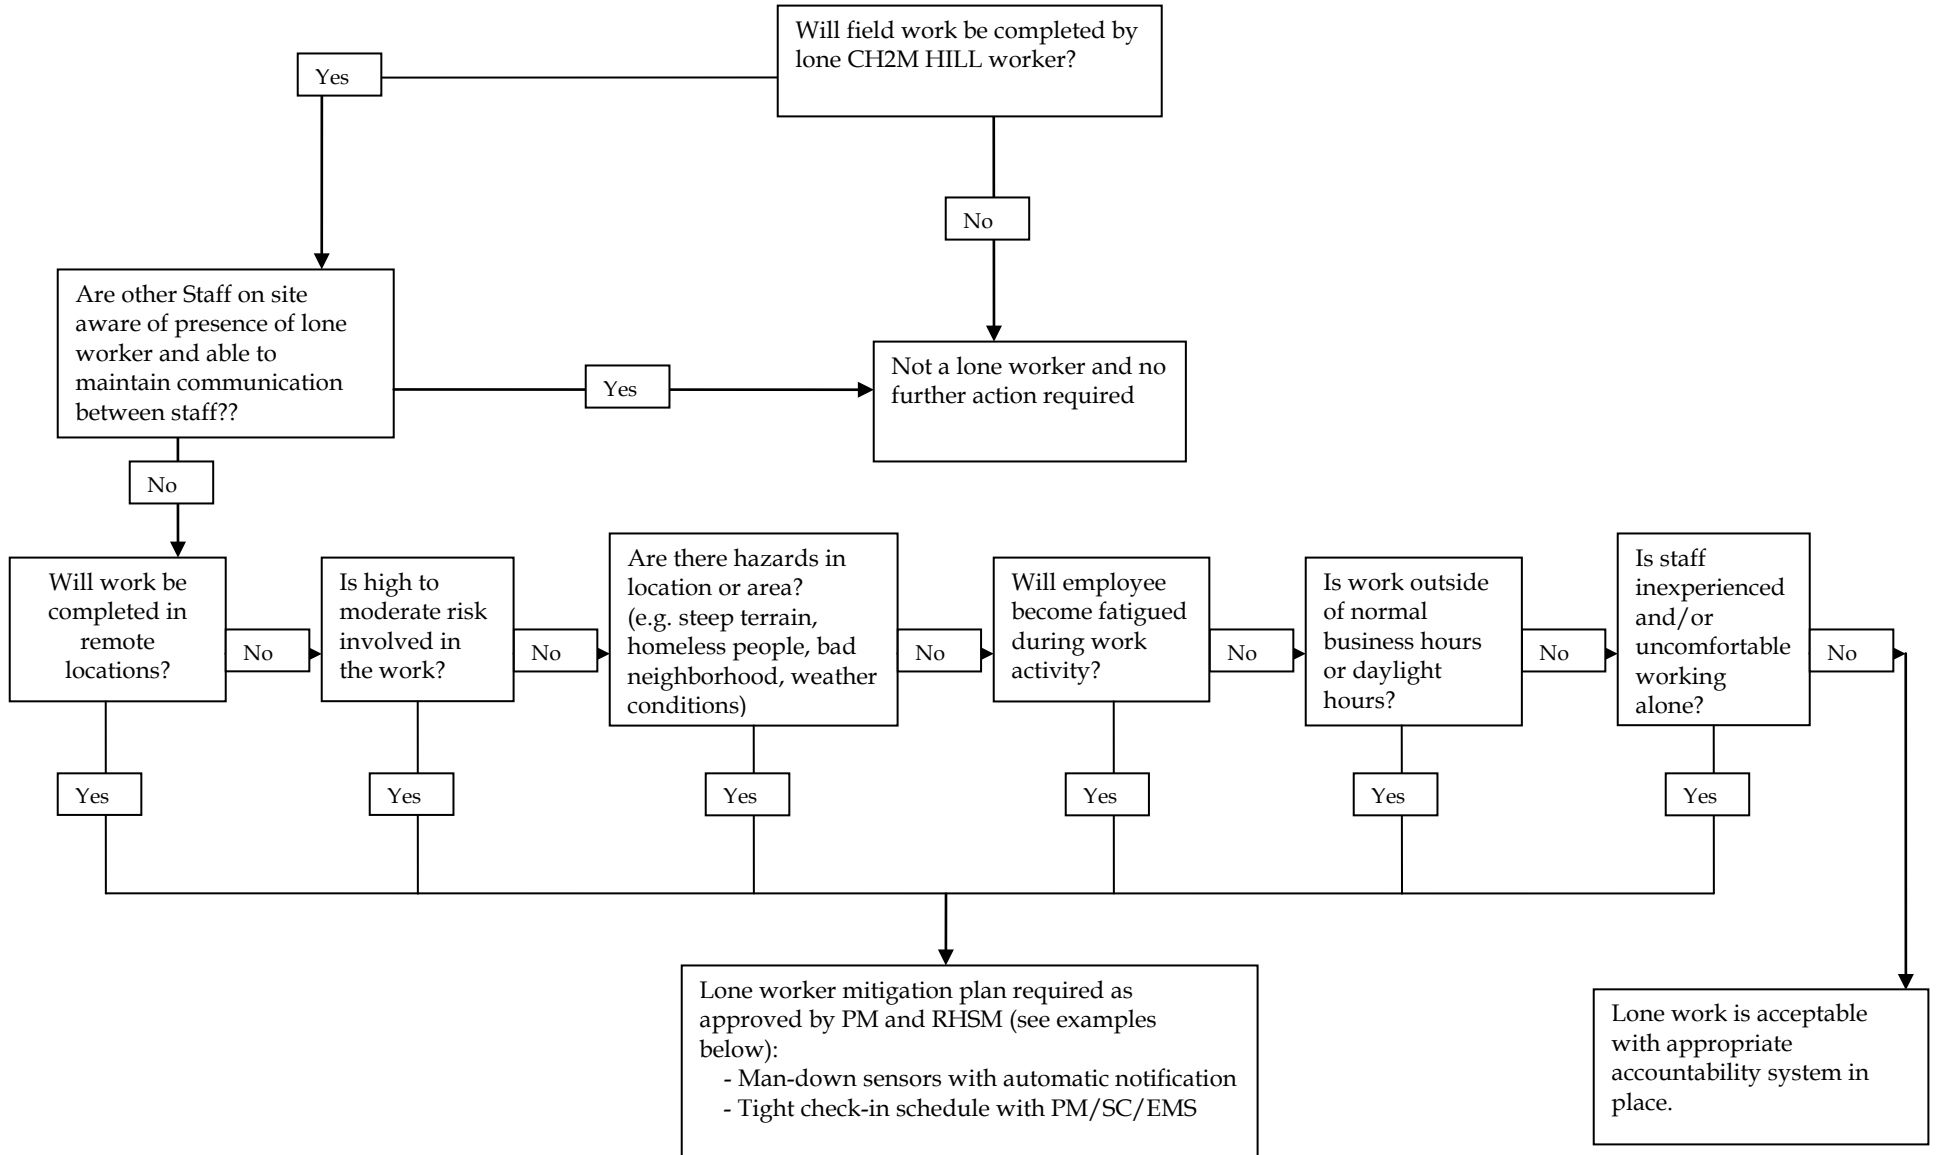 Will field work be completed by
lone CH2M HILL worker?
Yes
No
Are other Staff on site
aware of presence of lone
worker and able to
maintain communication
between staff??
Yes
Not a lone worker and no
further action required
No
Will work be
completed in
remote
locations?
No
Is high to
moderate risk
involved in
the work?
No
Are there hazards in
location or area?
(e.g. steep terrain,
homeless people, bad
neighborhood, weather
conditions)
No
Will employee
become fatigued
during work
activity?
No
Is work outside
of normal
business hours
or daylight
hours?
No
Is staff
inexperienced
and/or
uncomfortable
working
alone?
No
Yes
Yes
Yes
Yes
Yes
Yes
Lone worker mitigation plan required as
approved by PM and RHSM (see examples
below):
- Man-down sensors with automatic notification
- Tight check-in schedule with PM/SC/EMS
Lone work is acceptable
with appropriate
accountability system in
place.